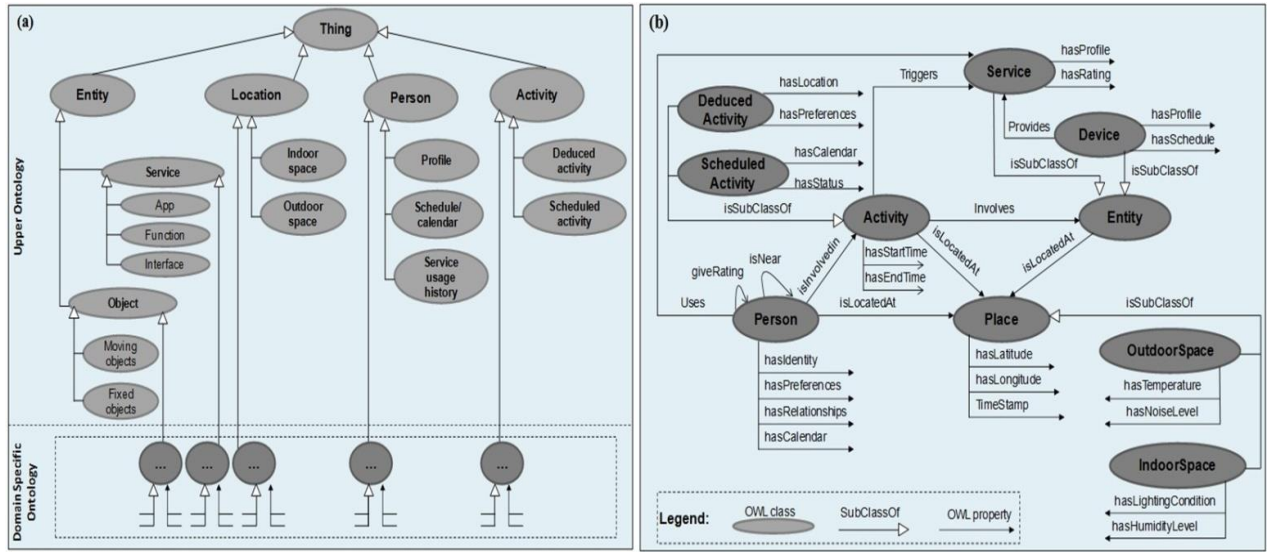 (a)
Thing
Entity
Location
Person
Activity
Upper Ontology
Service
App
Function
Interface
Object
Moving
objects
Fixed
objects
Indoor
space
Outdoor
space
Profile
Schedule/
calendar
Service
usage
history
Deduced
activity
Scheduled
activity
Domain Specific
Ontology
...
...
...
...
...
(b)
Service
hasProfile
hasRating
Triggers
Deduced
Activity
hasLocation
hasPreferences
Provides
Device
hasProfile
hasSchedule
Scheduled
Activity
hasCalendar
hasStatus
isSubClassOf
isSubClassOf
isSubClassOf
Activity
Involves
Entity
hasStartTime
hasEndTime
isLocatedAt
isLocatedAt
isInvolvedin
isNear
giveRating
Uses
Person
isLocatedAt
Place
isSubClassOf
hasIdentity
hasPreferences
hasRelationships
hasCalendar
hasLatitude
hasLongitude
TimeStamp
OutdoorSpace
hasTemperature
hasNoiseLevel
IndoorSpace
hasLightingCondition
hasHumidityLevel
Legend:
OWL class
SubClassOf
OWL property